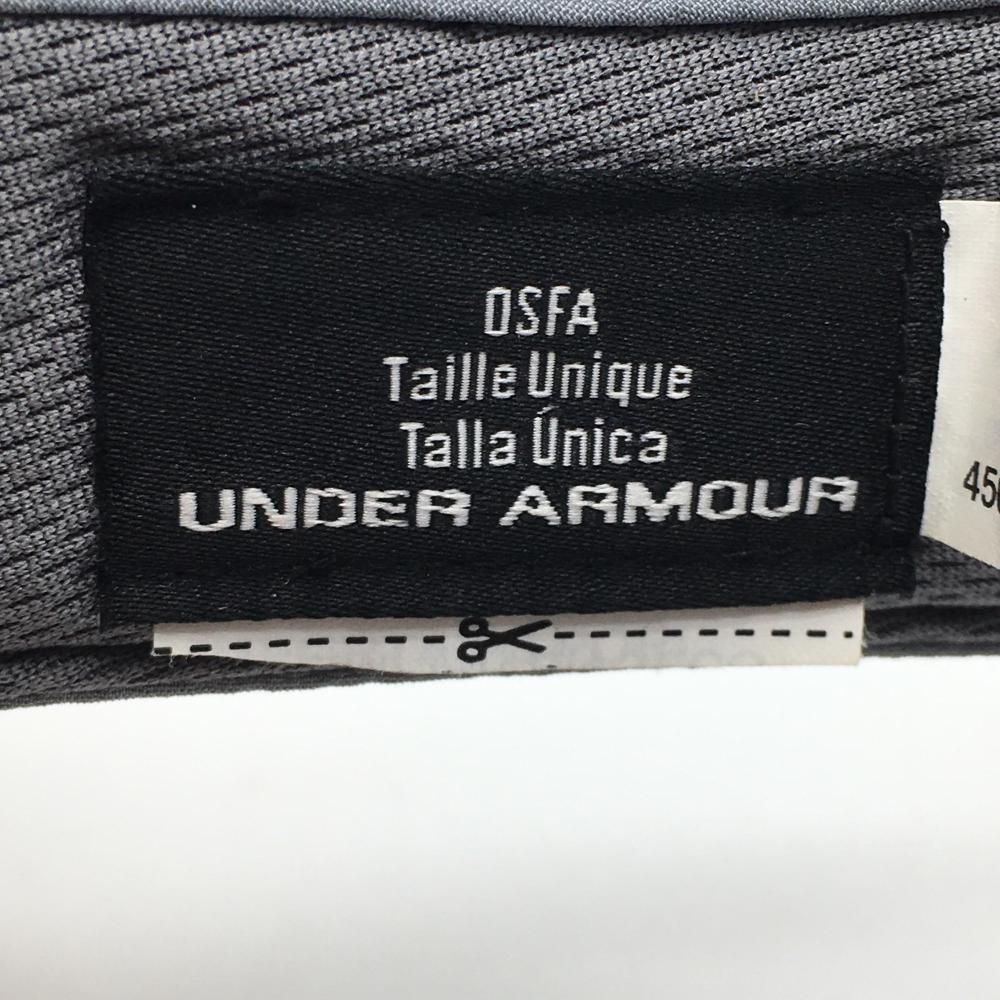 OSFA
Taille Unique
Talla Única
UNDER ARMOUR